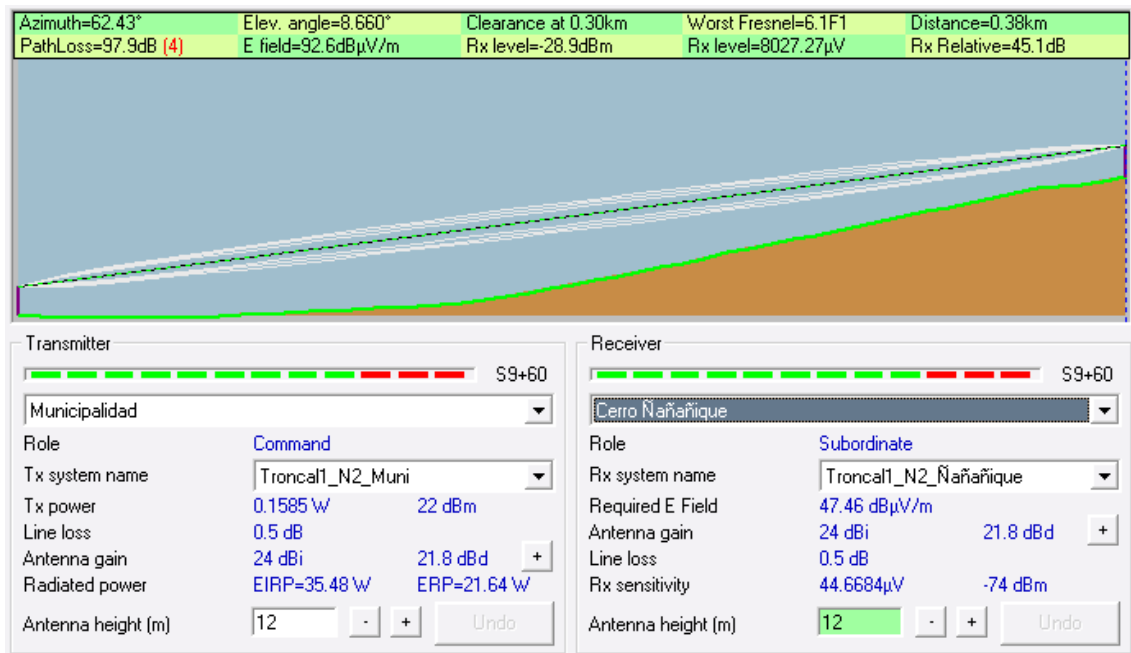 Azimuth=62.43° Elev. angle=8.660° Clearance at 0.30km Worst Fresnel=6.1F1 Distance=0.38km
PathLoss=97.9dB (4) E field=92.6dBµV/m Rx level=-28.9dBm Rx level=8027.27µV Rx Relative=45.1dB
Transmitter
S9+60
Municipalidad
Role Command
Tx system name Troncal1_N2_Muni
Tx power 0.1585 W 22 dBm
Line loss 0.5 dB
Antenna gain 24 dBi 21.8 dBd +
Radiated power EIRP=35.48 W ERP=21.64 W
Antenna height (m) 12 - + Undo
Receiver
S9+60
Cerro Ñañañique
Role Subordinate
Rx system name Troncal1_N2_Ñañañique
Required E Field 47.46 dBµV/m
Antenna gain 24 dBi 21.8 dBd +
Line loss 0.5 dB
Rx sensitivity 44.6684µV -74 dBm
Antenna height (m) 12 - + Undo